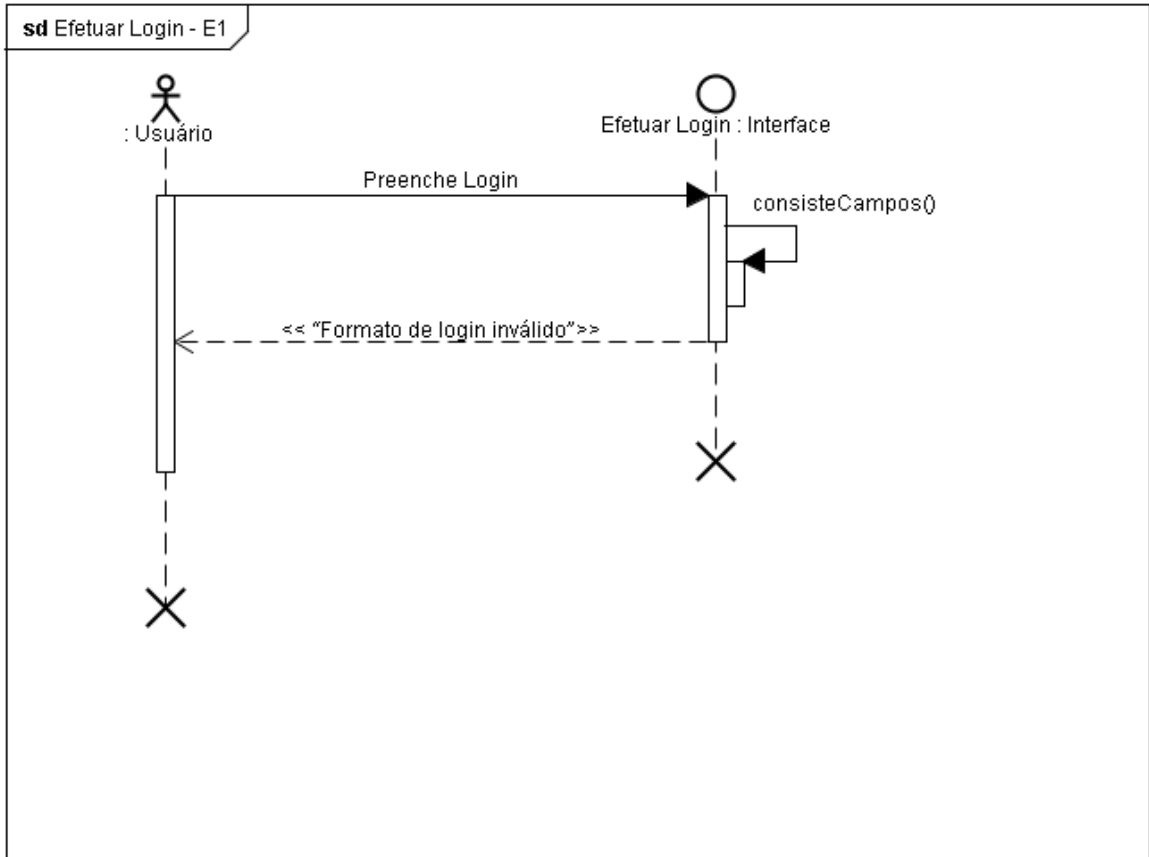 sd Efetuar Login - E1
: Usuário
Efetuar Login : Interface
Preenche Login
consisteCampos()
<< “Formato de login inválido”>>